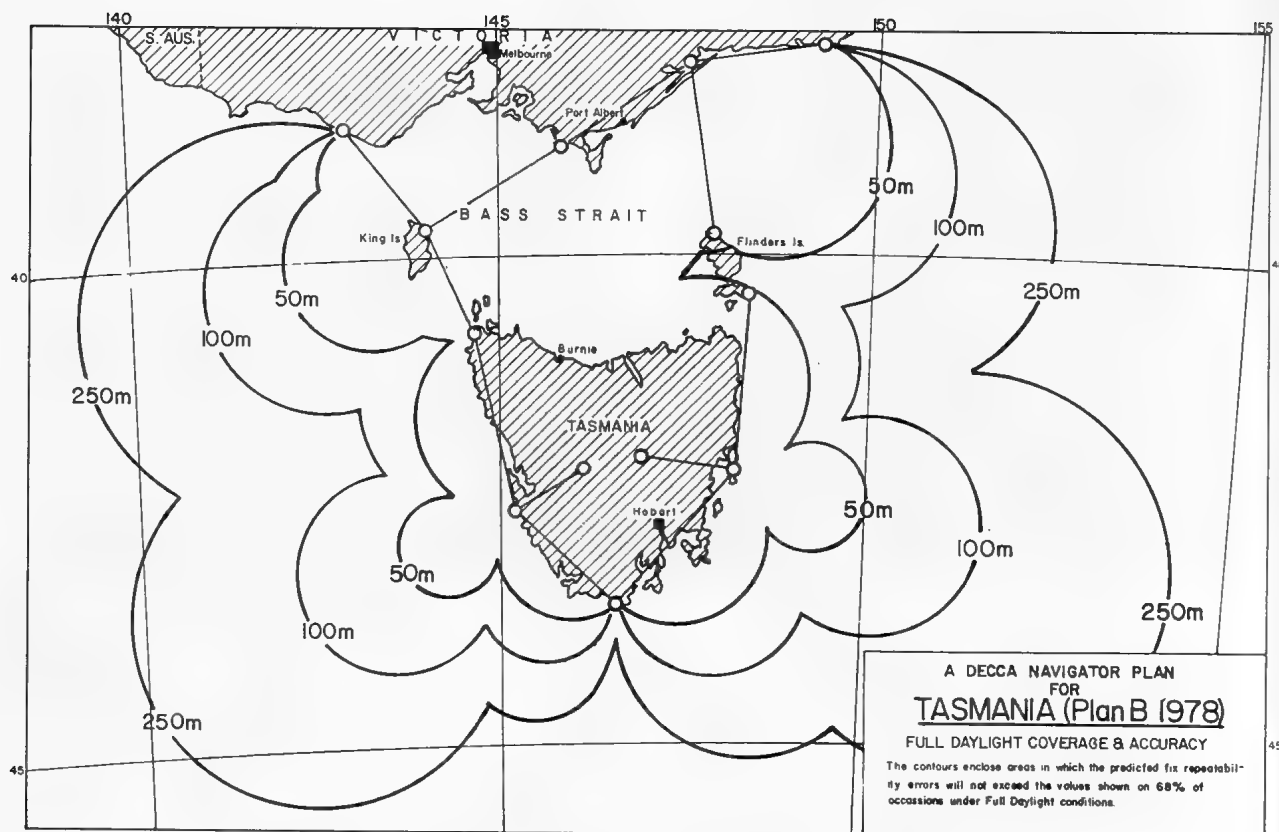 140
145
150
155
S. AUS.
VICTORIA
Melbourne
Port Albert
50m
100m
BASS STRAIT
King Is
Flinders Is.
40
50m
250m
100m
Burnie
250m
TASMANIA
50m
Hobart
100m
50m
250m
100m
250m
45
45
A DECCA NAVIGATOR PLAN
FOR
TASMANIA (Plan B 1978)
FULL DAYLIGHT COVERAGE & ACCURACY
The contours enclose areas in which the predicted fix repeatabil-
ity errors will not exceed the values shown on 68% of
occassions under Full Daylight conditions.